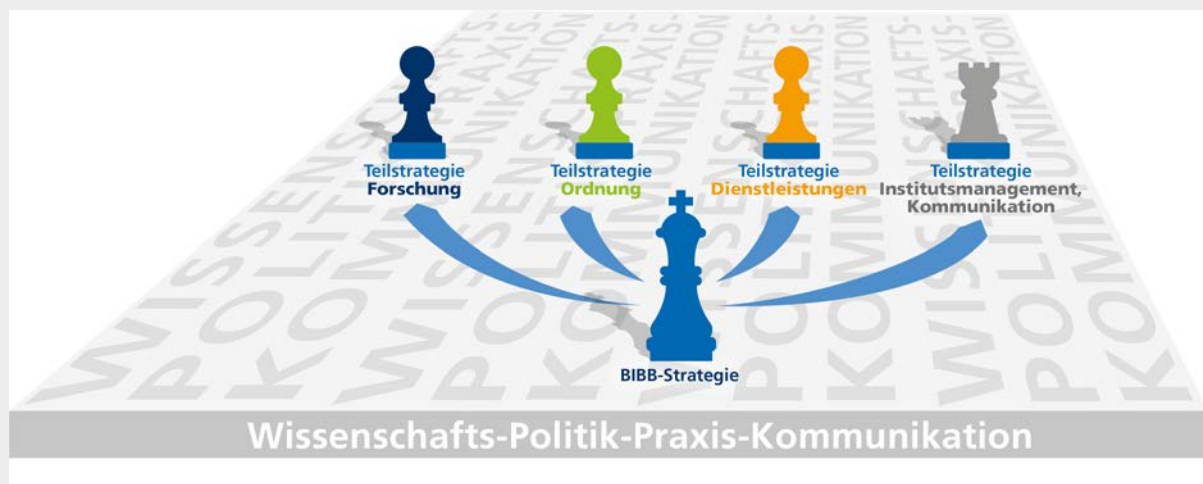 Teilstrategie
Forschung
Teilstrategie
Ordnung
Teilstrategie
Dienstleistungen
Teilstrategie
Institutsmanagement,
Kommunikation
BIBB-Strategie
Wissenschafts-Politik-Praxis-Kommunikation